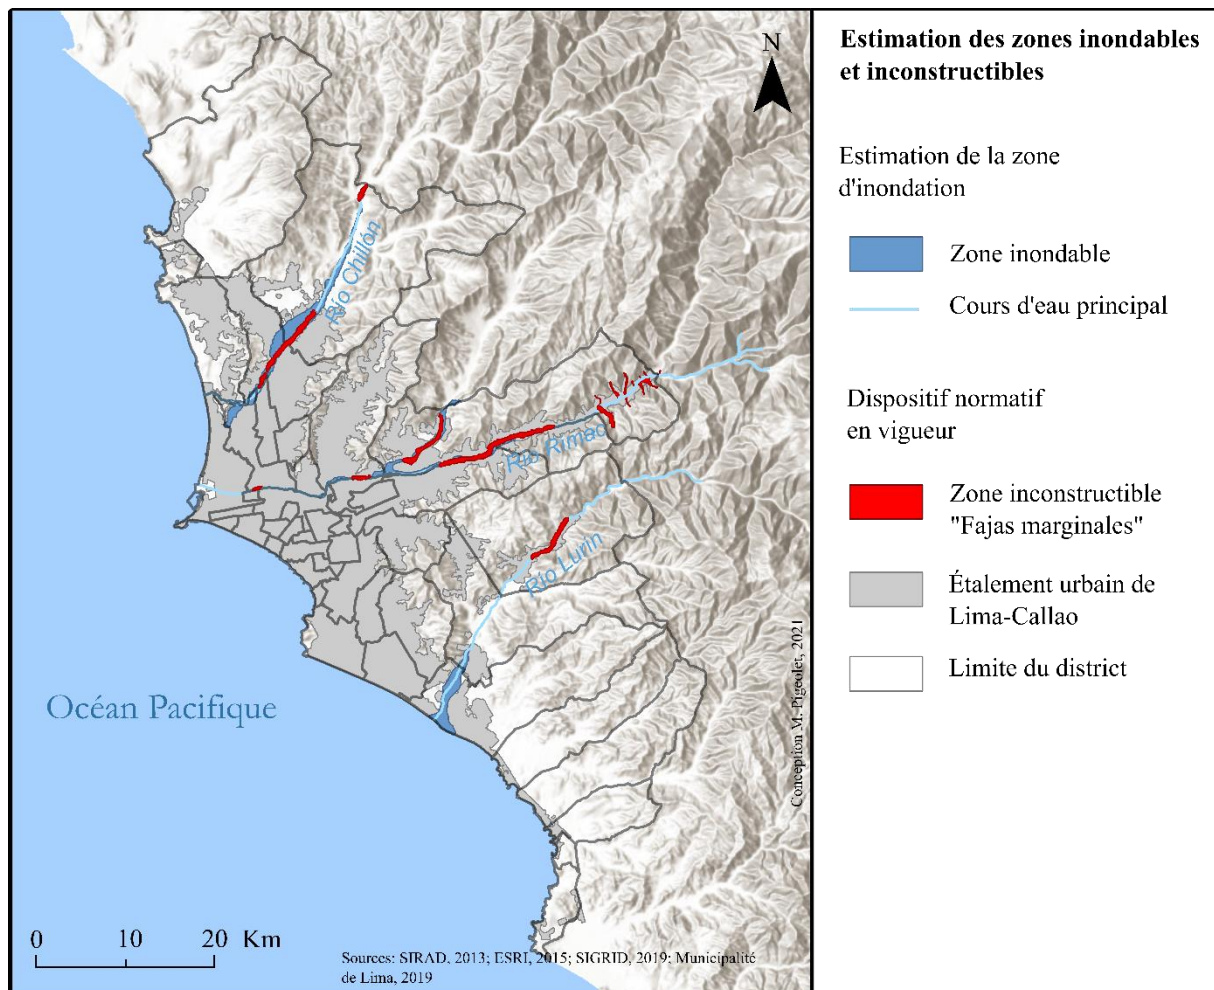 N
Río Chillón
Río Rímac
Río Lurín
Océan Pacifique
Conception M. Pigeolet, 2021
0 10 20 Km
Sources: SIRAD, 2013; ESRI, 2015; SIGRID, 2019; Municipalité
de Lima, 2019
Estimation des zones inondables
et inconstructibles
Estimation de la zone
d'inondation
Zone inondable
Cours d'eau principal
Dispositif normatif
en vigueur
Zone inconstructible
"Fajas marginales"
Étalement urbain de
Lima-Callao
Limite du district